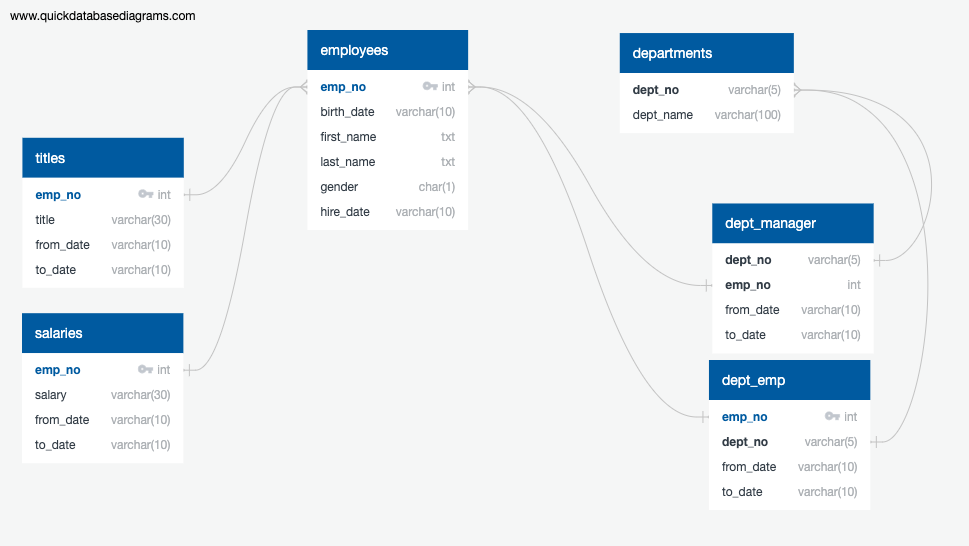 www.quickdatabasediagrams.com
employees
emp_no int
birth_date varchar(10)
first_name txt
last_name txt
gender char(1)
hire_date varchar(10)
departments
dept_no varchar(5)
dept_name varchar(100)
titles
emp_no int
title varchar(30)
from_date varchar(10)
to_date varchar(10)
dept_manager
dept_no varchar(5)
emp_no int
from_date varchar(10)
to_date varchar(10)
salaries
emp_no int
salary varchar(30)
from_date varchar(10)
to_date varchar(10)
dept_emp
emp_no int
dept_no varchar(5)
from_date varchar(10)
to_date varchar(10)